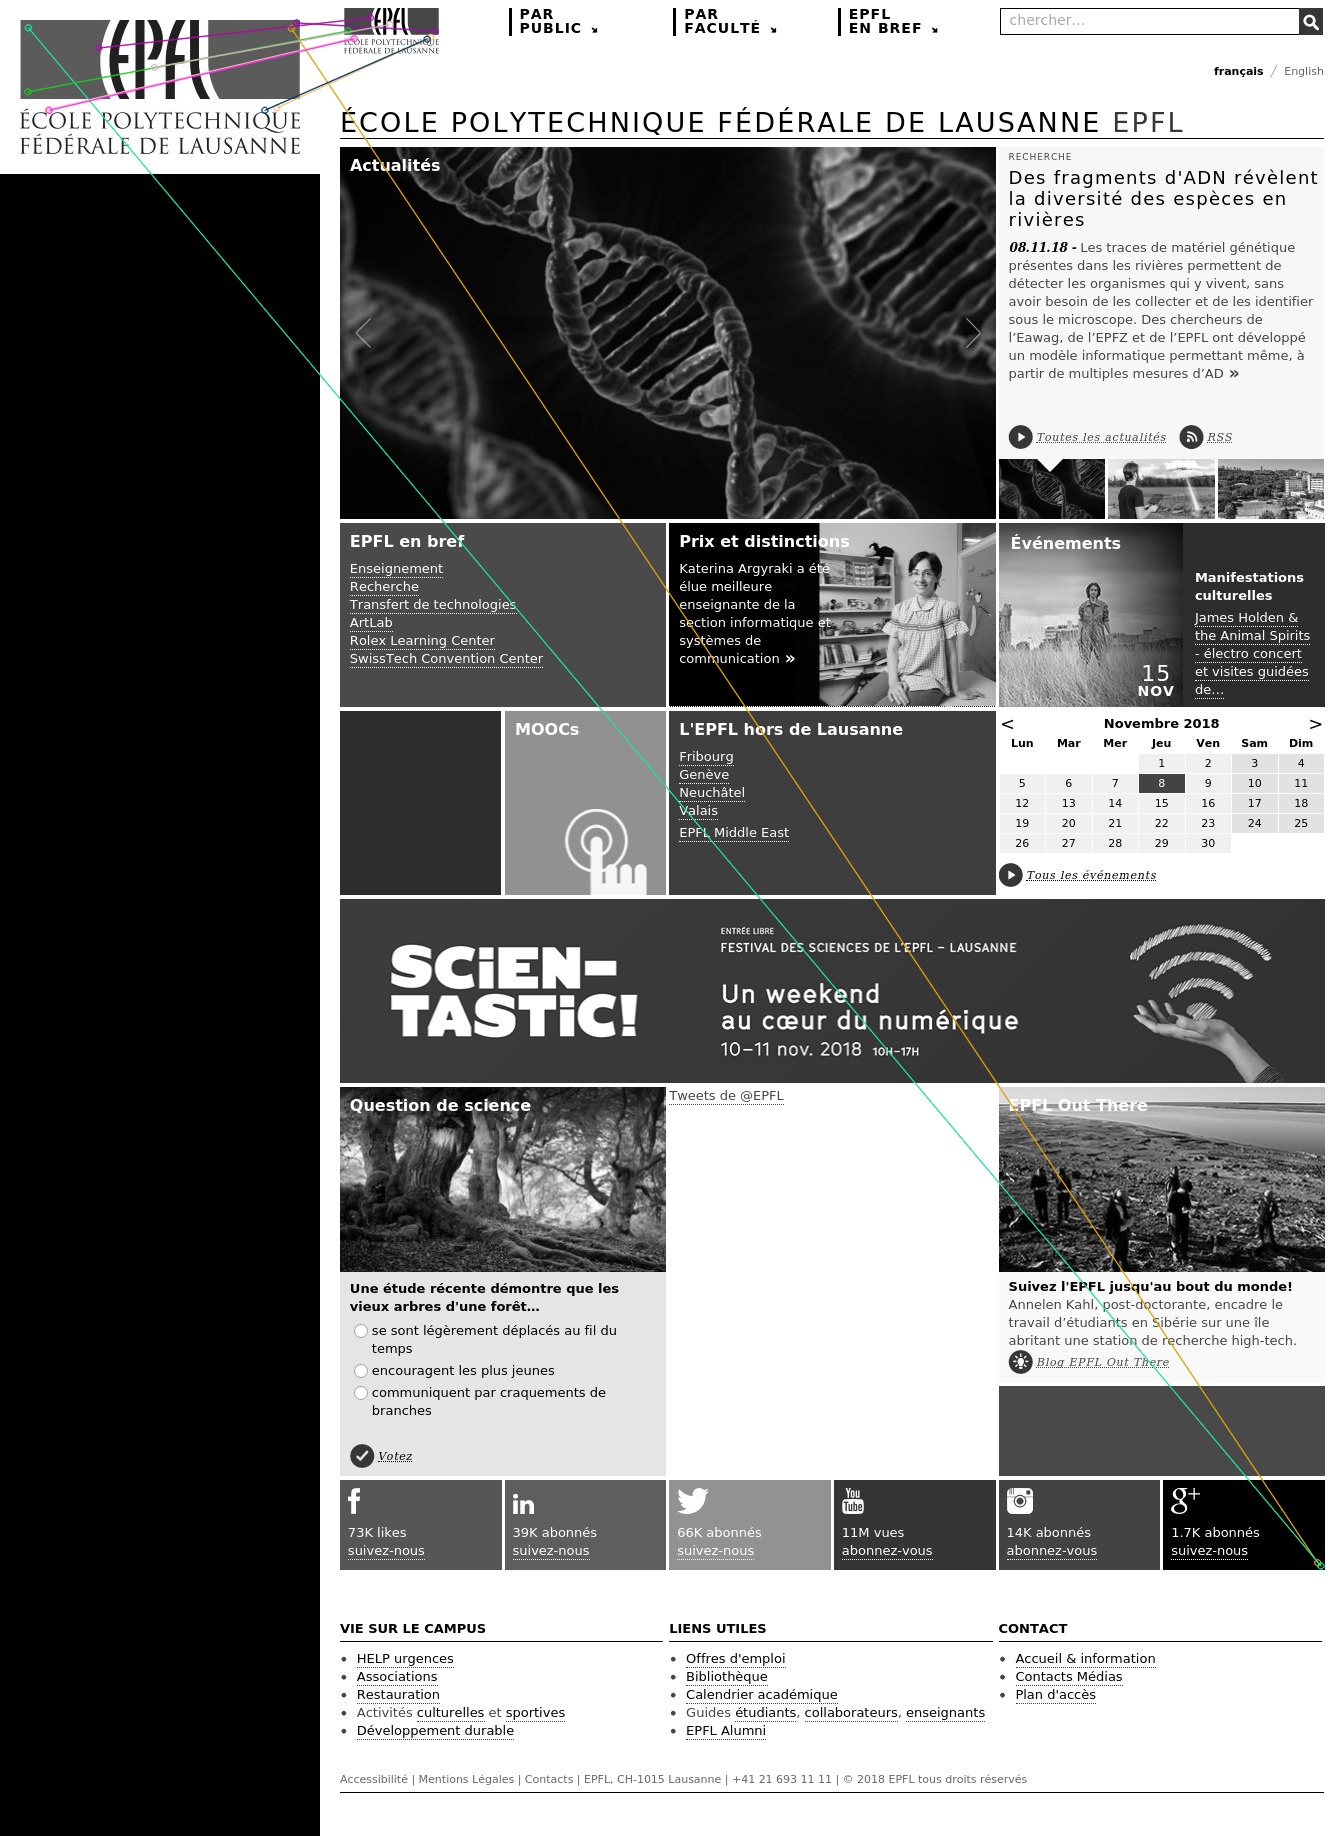 EPFL
ÉCOLE POLYTECHNIQUE
FÉDÉRALE DE LAUSANNE
EPFL
ÉCOLE POLYTECHNIQUE
FÉDÉRALE DE LAUSANNE
PAR
PUBLIC
PAR
FACULTÉ
EPFL
EN BREF
chercher...
français / English
ÉCOLE POLYTECHNIQUE FÉDÉRALE DE LAUSANNE EPFL
Actualités
RECHERCHE
Des fragments d'ADN révèlent
la diversité des espèces en
rivières
08.11.18 - Les traces de matériel génétique
présentes dans les rivières permettent de
détecter les organismes qui y vivent, sans
avoir besoin de les collecter et de les identifier
sous le microscope. Des chercheurs de
l’Eawag, de l’EPFZ et de l’EPFL ont développé
un modèle informatique permettant même, à
partir de multiples mesures d’AD »
Toutes les actualités RSS
EPFL en bref
Enseignement
Recherche
Transfert de technologies
ArtLab
Rolex Learning Center
SwissTech Convention Center
Prix et distinctions
Katerina Argyraki a été
élue meilleure
enseignante de la
section informatique et
systèmes de
communication »
Événements
15
NOV
Manifestations
culturelles
James Holden &
the Animal Spirits
- électro concert
et visites guidées
de...
MOOCs
L'EPFL hors de Lausanne
Fribourg
Genève
Neuchâtel
Valais
EPFL Middle East
< Novembre 2018 >
Lun Mar Mer Jeu Ven Sam Dim
1 2 3 4
5 6 7 8 9 10 11
12 13 14 15 16 17 18
19 20 21 22 23 24 25
26 27 28 29 30
Tous les événements
SCiEN-
TASTiC!
ENTRÉE LIBRE
FESTIVAL DES SCIENCES DE L'EPFL – LAUSANNE
Un weekend
au cœur du numérique
10–11 nov. 2018 10H–17H
Question de science
Une étude récente démontre que les
vieux arbres d'une forêt…
se sont légèrement déplacés au fil du
temps
encouragent les plus jeunes
communiquent par craquements de
branches
Votez
Tweets de @EPFL
EPFL Out There
Suivez l'EPFL jusqu'au bout du monde!
Annelen Kahl, post-doctorante, encadre le
travail d’étudiants en Sibérie sur une île
abritant une station de recherche high-tech.
Blog EPFL Out There
f
73K likes
suivez-nous
in
39K abonnés
suivez-nous
66K abonnés
suivez-nous
You
Tube
11M vues
abonnez-vous
14K abonnés
abonnez-vous
g+
1.7K abonnés
suivez-nous
VIE SUR LE CAMPUS
HELP urgences
Associations
Restauration
Activités culturelles et sportives
Développement durable
LIENS UTILES
Offres d'emploi
Bibliothèque
Calendrier académique
Guides étudiants, collaborateurs, enseignants
EPFL Alumni
CONTACT
Accueil & information
Contacts Médias
Plan d'accès
Accessibilité | Mentions Légales | Contacts | EPFL, CH-1015 Lausanne | +41 21 693 11 11 | © 2018 EPFL tous droits réservés